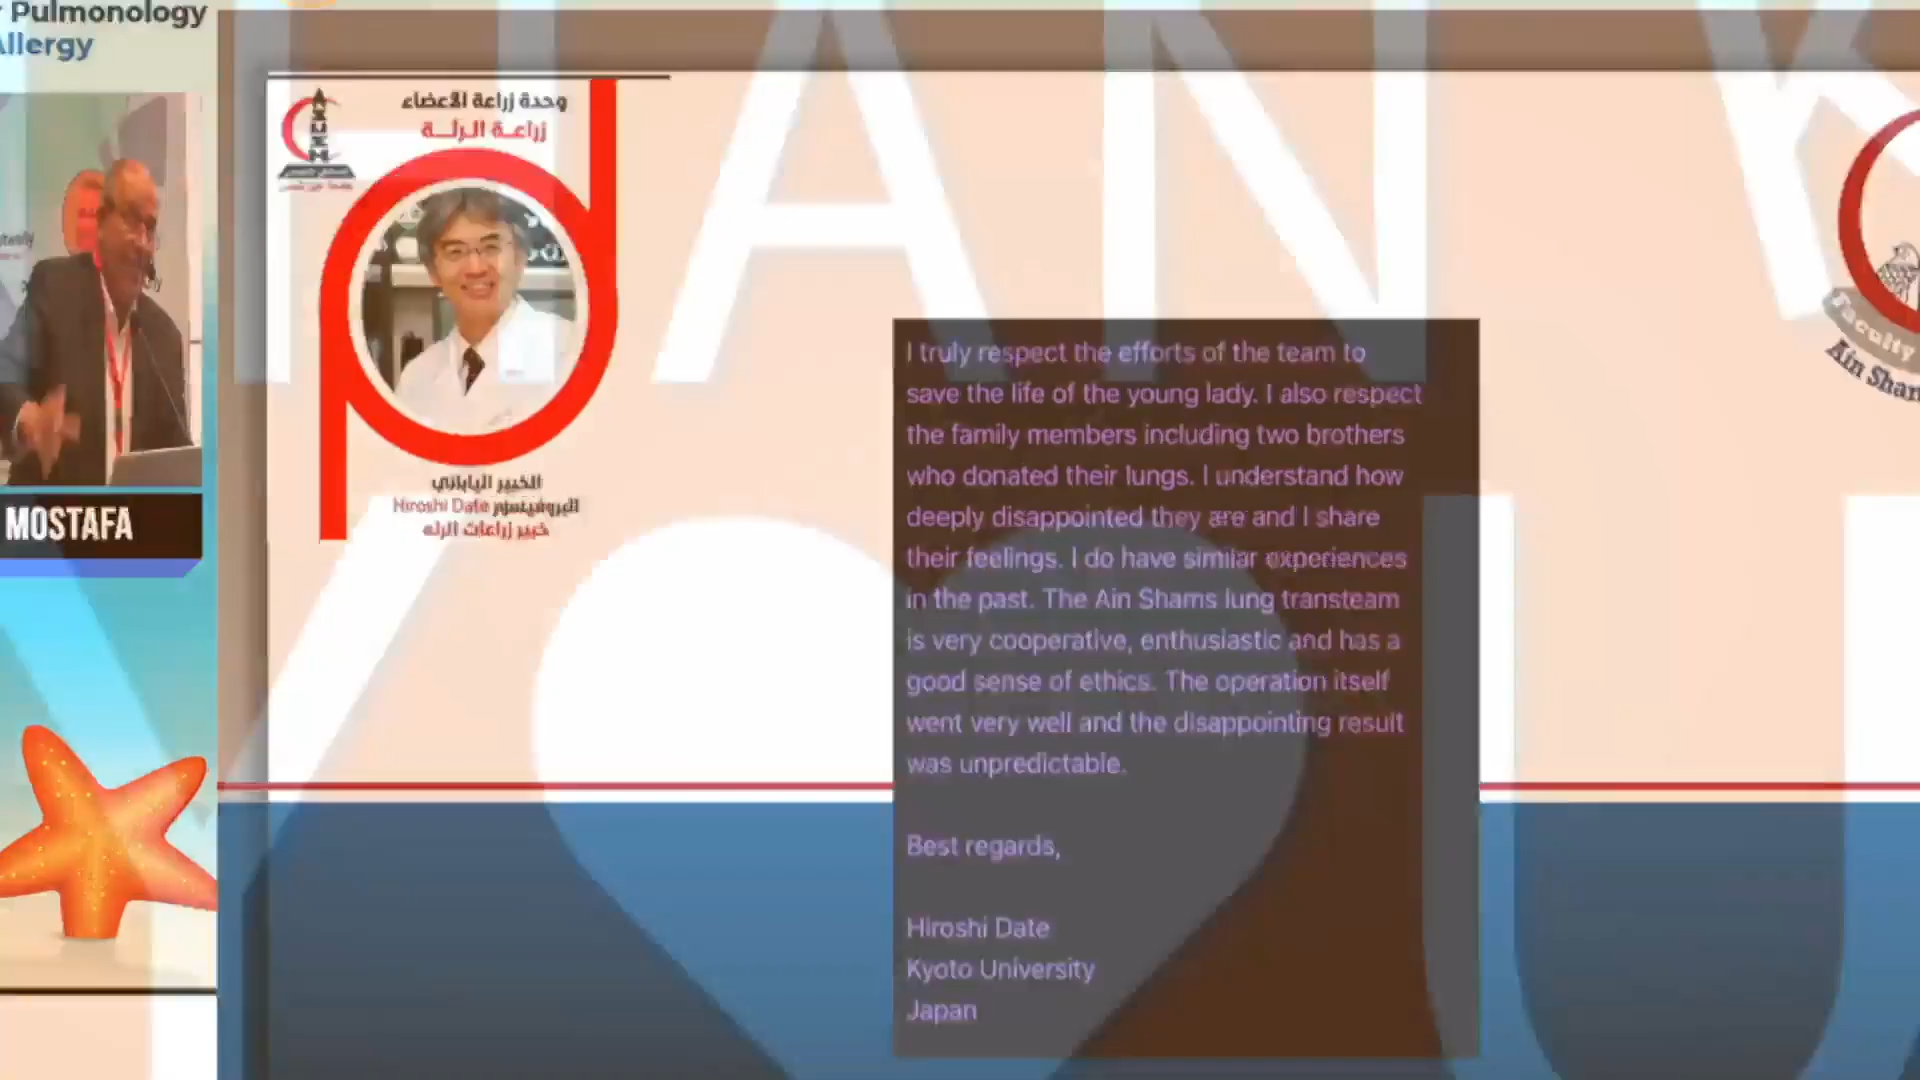 Pulmonology
Allergy
MOSTAFA
وحدة زراعة الأعضاء
زراعة الرئة
الخبير الياباني
البروفيسور Hiroshi Date
خبير زراعات الرئه
I truly respect the efforts of the team to
save the life of the young lady. I also respect
the family members including two brothers
who donated their lungs. I understand how
deeply disappointed they are and I share
their feelings. I do have similar experiences
in the past. The Ain Shams lung transteam
is very cooperative, enthusiastic and has a
good sense of ethics. The operation itself
went very well and the disappointing result
was unpredictable.
Best regards,
Hiroshi Date
Kyoto University
Japan
Faculty
Ain Sham